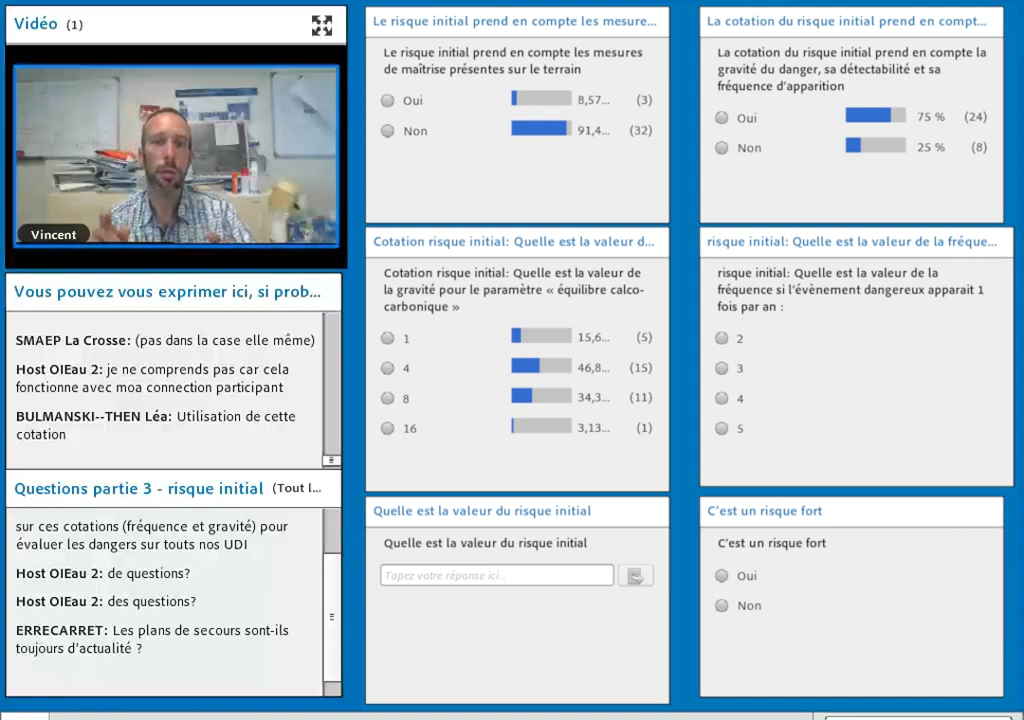 Vidéo (1)
Vincent
Vous pouvez vous exprimer ici, si prob...
SMAEP La Crosse: (pas dans la case elle même)
Host OIEau 2: je ne comprends pas car cela
fonctionne avec moa connection participant
BULMANSKI--THEN Léa: Utilisation de cette
cotation
Questions partie 3 - risque initial (Tout l...
sur ces cotations (fréquence et gravité) pour
évaluer les dangers sur touts nos UDI
Host OIEau 2: de questions?
Host OIEau 2: des questions?
ERRECARRET: Les plans de secours sont-ils
toujours d'actualité ?
Le risque initial prend en compte les mesure...
Le risque initial prend en compte les mesures
de maîtrise présentes sur le terrain
Oui 8,57... (3)
Non 91,4... (32)
La cotation du risque initial prend en compt...
La cotation du risque initial prend en compte la
gravité du danger, sa détectabilité et sa
fréquence d'apparition
Oui 75 % (24)
Non 25 % (8)
Cotation risque initial: Quelle est la valeur d...
Cotation risque initial: Quelle est la valeur de
la gravité pour le paramètre « équilibre calco-
carbonique »
1 15,6... (5)
4 46,8... (15)
8 34,3... (11)
16 3,13... (1)
risque initial: Quelle est la valeur de la fréque...
risque initial: Quelle est la valeur de la
fréquence si l'évènement dangereux apparait 1
fois par an :
2
3
4
5
Quelle est la valeur du risque initial
Quelle est la valeur du risque initial
Tapez votre réponse ici...
C'est un risque fort
C'est un risque fort
Oui
Non